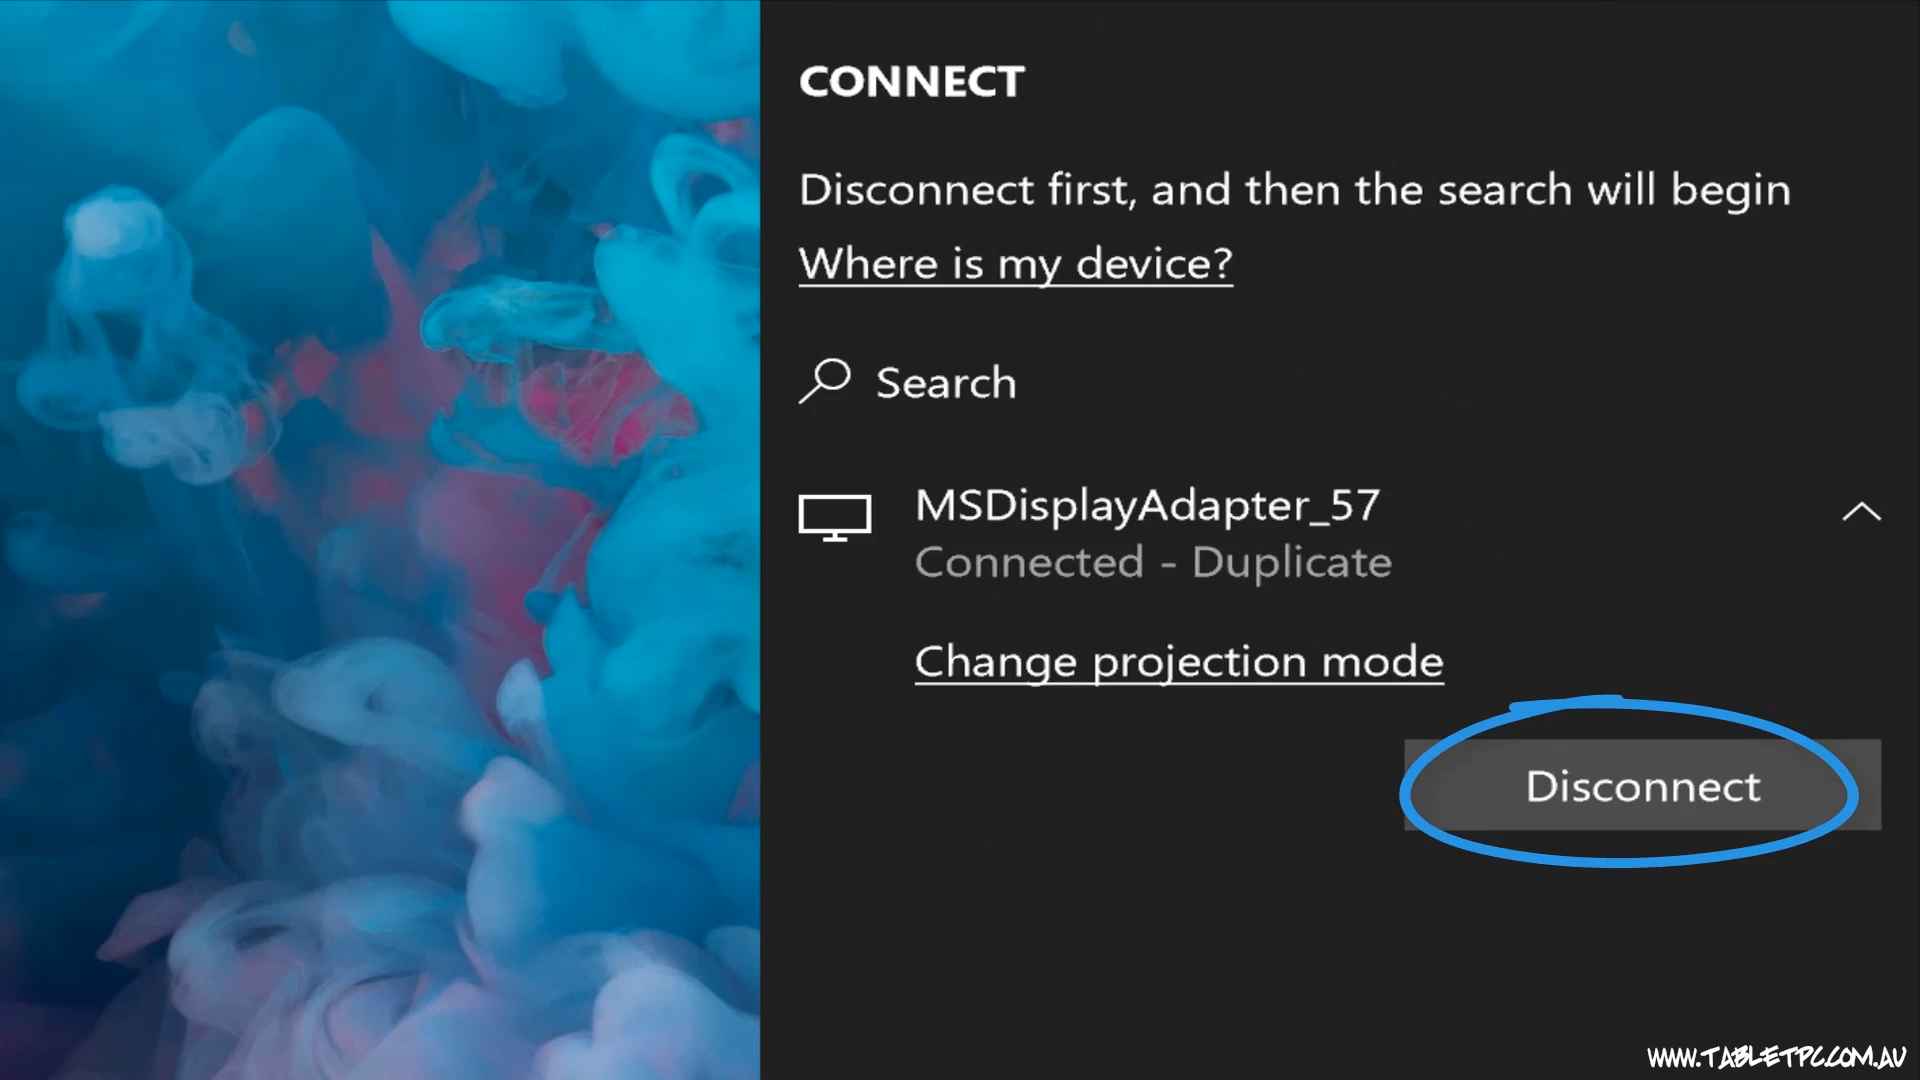 CONNECT
Disconnect first, and then the search will begin
Where is my device?
Search
MSDisplayAdapter_57
Connected - Duplicate
Change projection mode
Disconnect
WWW.TABLETPC.COM.AU